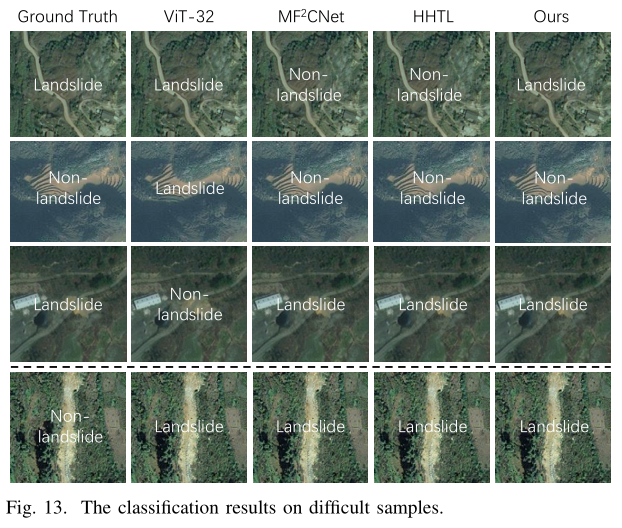 Ground Truth ViT-32 MF²CNet HHTL Ours
Landslide Landslide Non-landslide Non-landslide Landslide
Non-landslide Landslide Non-landslide Non-landslide Non-landslide
Landslide Non-landslide Landslide Landslide Landslide
Non-landslide Landslide Landslide Landslide Landslide
Fig. 13. The classification results on difficult samples.